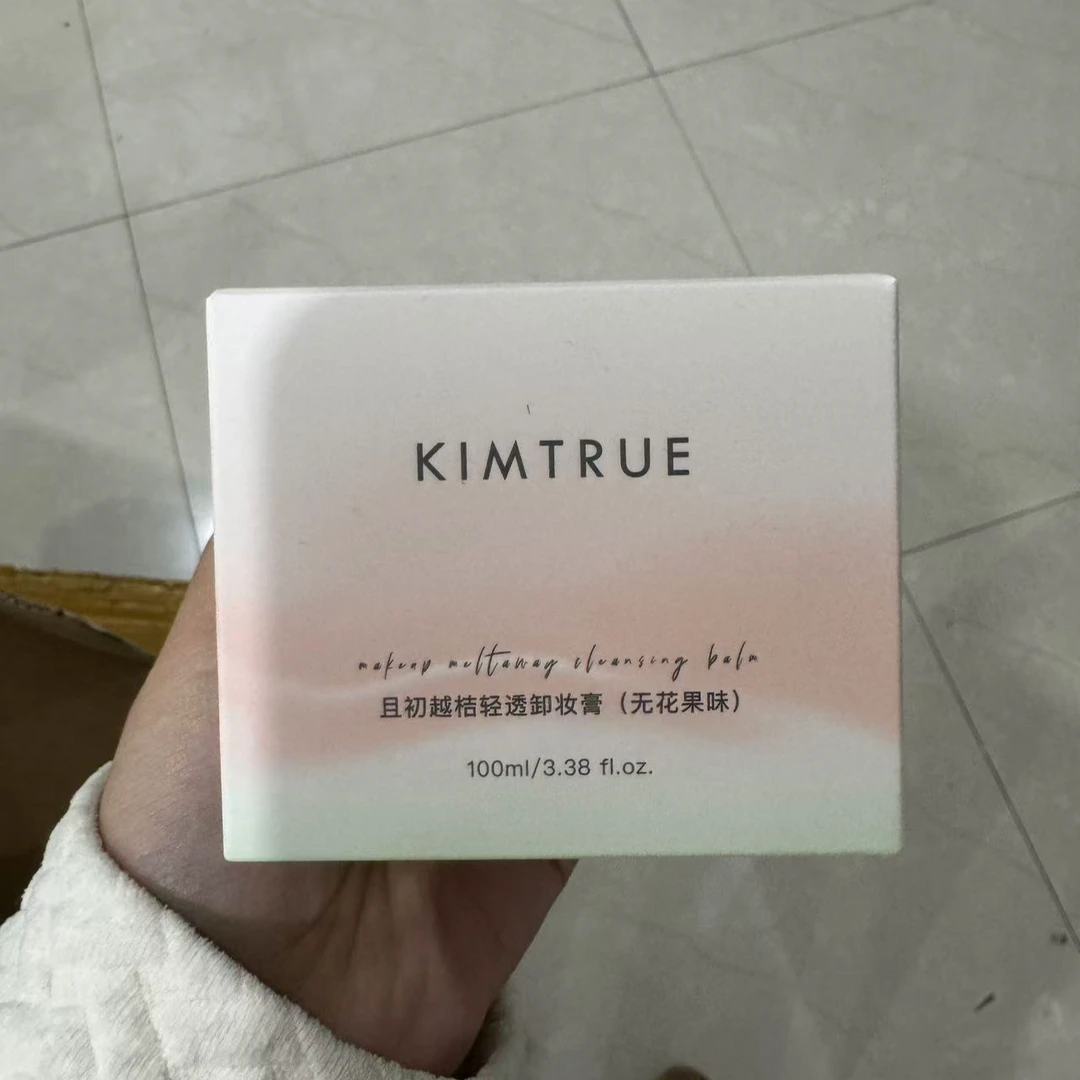 KIMTRUE
makeup meltaway cleansing balm
且初越桔轻透卸妆膏（无花果味）
100ml/3.38 fl.oz.